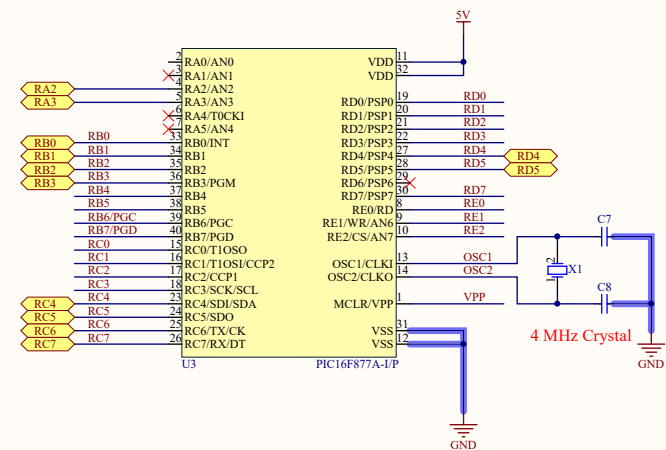 5V
2 RA0/AN0
3 RA1/AN1
RA2 4 RA2/AN2
RA3 5 RA3/AN3
6 RA4/T0CKI
7 RA5/AN4
RB0 RB0 33 RB0/INT
RB1 RB1 34 RB1
RB2 RB2 35 RB2
RB3 RB3 36 RB3/PGM
RB4 37 RB4
RB5 38 RB5
RB6/PGC 39 RB6/PGC
RB7/PGD 40 RB7/PGD
RC0 15 RC0/T1OSO
RC1 16 RC1/T1OSI/CCP2
RC2 17 RC2/CCP1
RC3 18 RC3/SCK/SCL
RC4 RC4 23 RC4/SDI/SDA
RC5 RC5 24 RC5/SDO
RC6 RC6 25 RC6/TX/CK
RC7 RC7 26 RC7/RX/DT
VDD 11
VDD 32
RD0/PSP0 19 RD0
RD1/PSP1 20 RD1
RD2/PSP2 21 RD2
RD3/PSP3 22 RD3
RD4/PSP4 27 RD4 RD4
RD5/PSP5 28 RD5 RD5
RD6/PSP6 29
RD7/PSP7 30 RD7
RE0/RD 8 RE0
RE1/WR/AN6 9 RE1
RE2/CS/AN7 10 RE2
OSC1/CLKI 13 OSC1
OSC2/CLKO 14 OSC2
MCLR/VPP 1 VPP
VSS 31
VSS 12
U3
PIC16F877A-I/P
C7
2
X1
1
C8
4 MHz Crystal
GND
GND